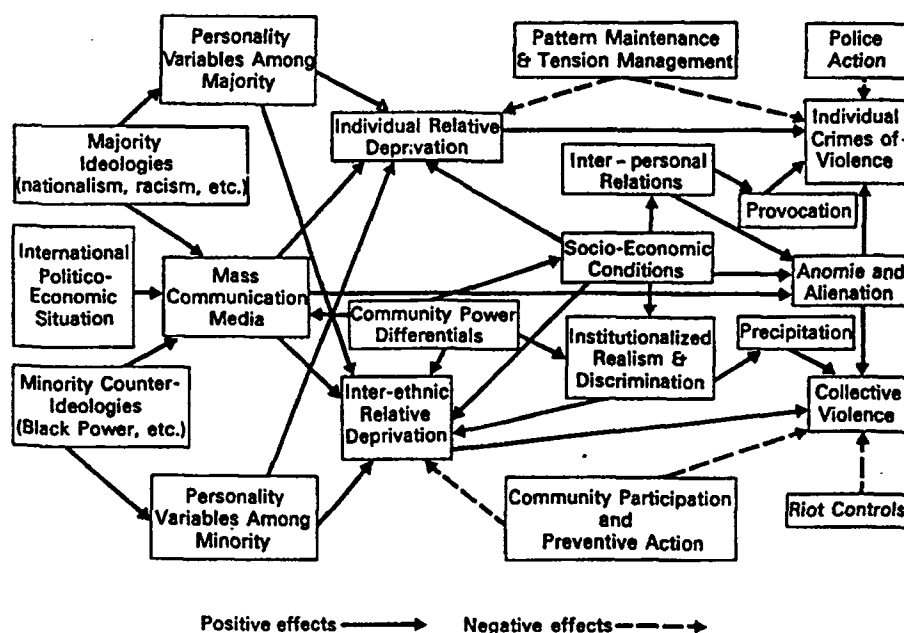 Personality
Variables Among
Majority
Pattern Maintenance
& Tension Management
Police
Action
Majority
Ideologies
(nationalism, racism, etc.)
Individual Relative
Deprivation
Individual
Crimes of
Violence
Inter-personal
Relations
Provocation
International
Politico-
Economic
Situation
Mass
Communication
Media
Socio-Economic
Conditions
Anomie and
Alienation
Community Power
Differentials
Institutionalized
Realism &
Discrimination
Precipitation
Minority Counter-
Ideologies
(Black Power, etc.)
Inter-ethnic
Relative
Deprivation
Collective
Violence
Personality
Variables Among
Minority
Community Participation
and
Preventive Action
Riot Controls
Positive effects
Negative effects